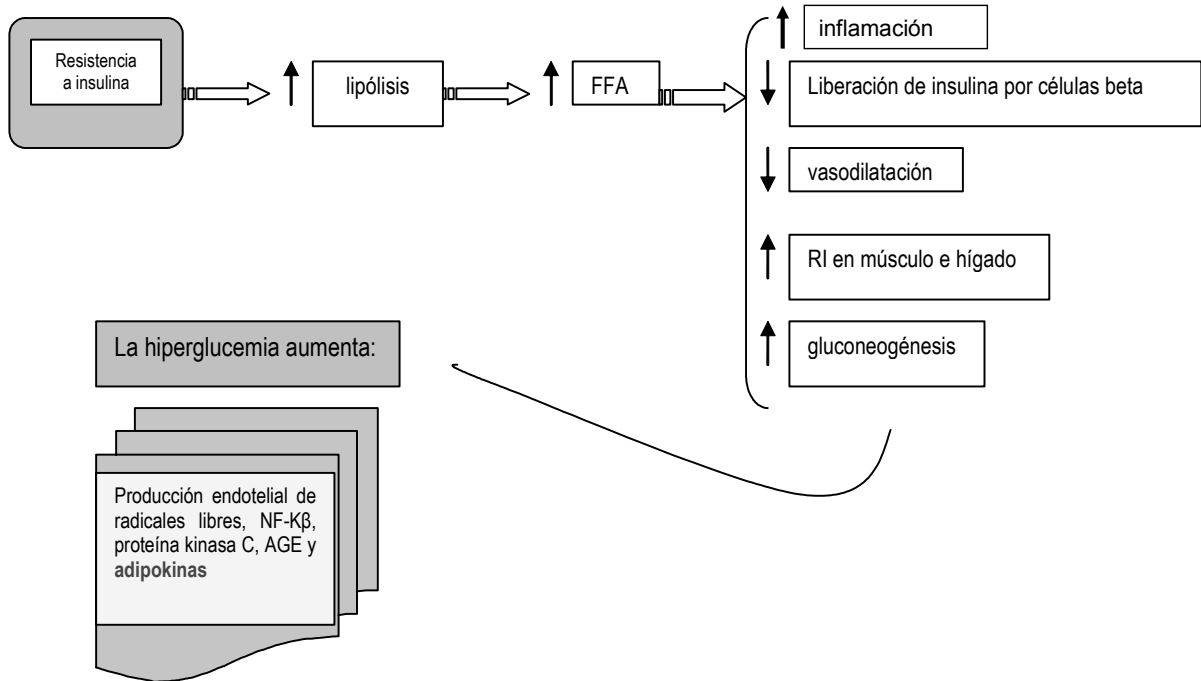 Resistencia
a insulina
lipólisis
FFA
inflamación
Liberación de insulina por células beta
vasodilatación
RI en músculo e hígado
gluconeogénesis
La hiperglucemia aumenta:
Producción endotelial de
radicales libres, NF-Kβ,
proteína kinasa C, AGE y
adipokinas